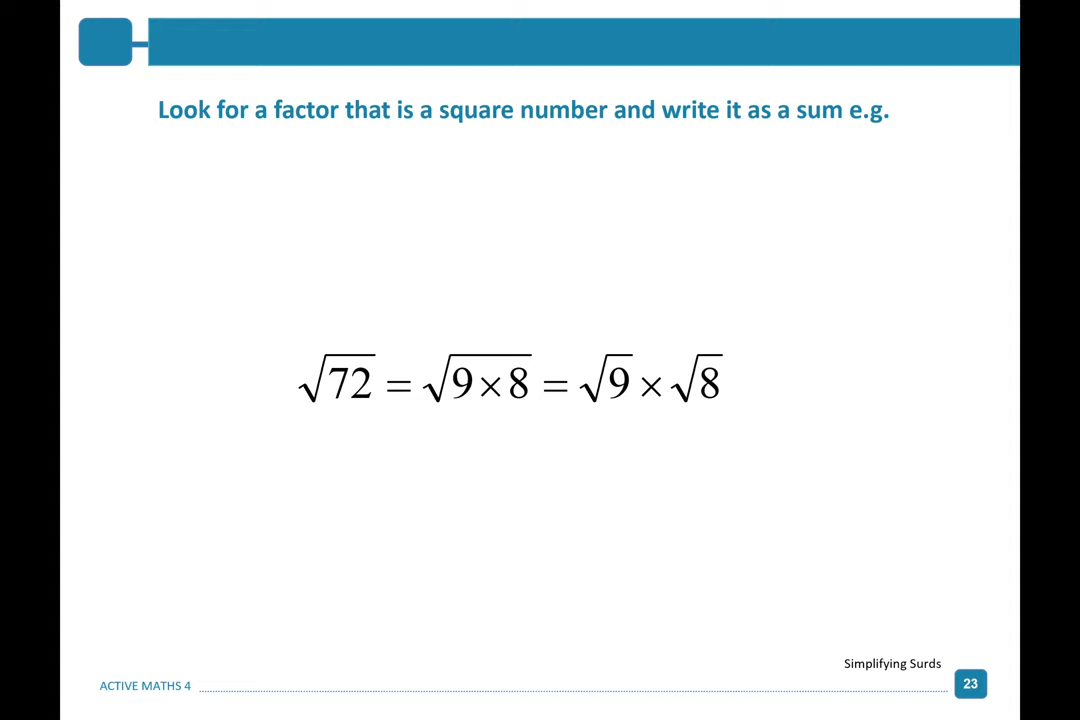 Look for a factor that is a square number and write it as a sum e.g.
√72 = √9×8 = √9 × √8
Simplifying Surds
ACTIVE MATHS 4
23